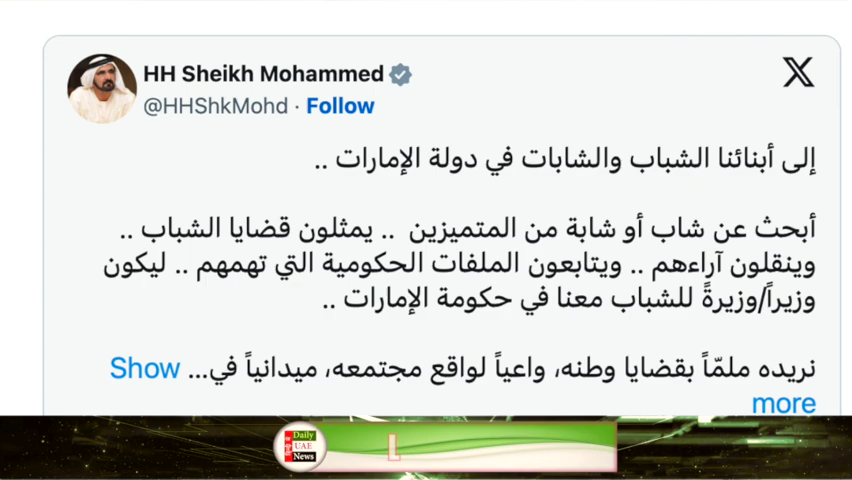 HH Sheikh Mohammed
X
@HHShkMohd · Follow
إلى أبنائنا الشباب والشابات في دولة الإمارات ..
أبحث عن شاب أو شابة من المتميزين .. يمثلون قضايا الشباب ..
وينقلون آراءهم .. ويتابعون الملفات الحكومية التي تهمهم .. ليكون
وزيراً/وزيرةً للشباب معنا في حكومة الإمارات ..
نريده ملمّاً بقضايا وطنه، واعياً لواقع مجتمعه، ميدانياً في... Show
more
Daily
UAE
News
L